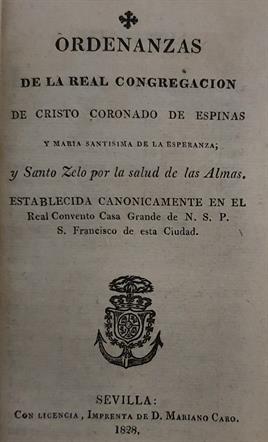 ORDENANZAS
DE LA REAL CONGREGACION
DE CRISTO CORONADO DE ESPINAS
Y MARIA SANTISIMA DE LA ESPERANZA;
y Santo Zelo por la salud de las Almas.
ESTABLECIDA CANONICAMENTE EN EL
Real Convento Casa Grande de N. S. P.
S. Francisco de esta Ciudad.
SEVILLA:
CON LICENCIA, IMPRENTA DE D. MARIANO CARO.
1828.